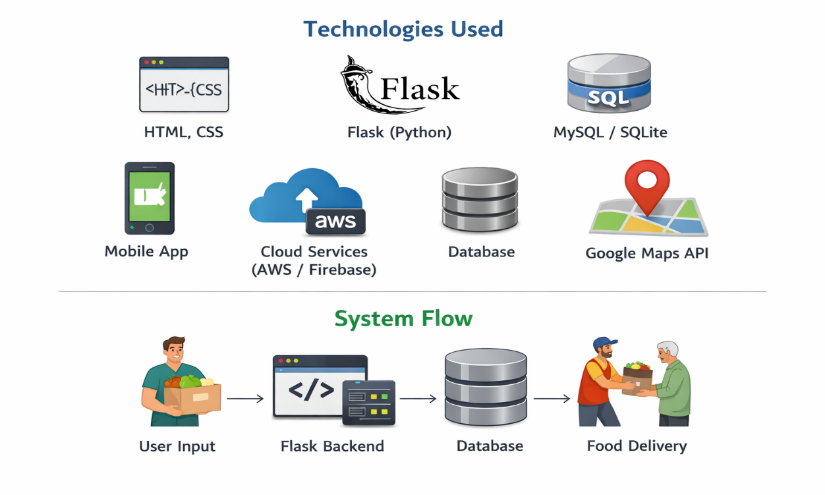 Technologies Used
<HIT>-{CSS
Flask
SQL
HTML, CSS
Flask (Python)
MySQL / SQLite
aws
Mobile App
Cloud Services
(AWS / Firebase)
Database
Google Maps API
System Flow
</>
User Input
Flask Backend
Database
Food Delivery